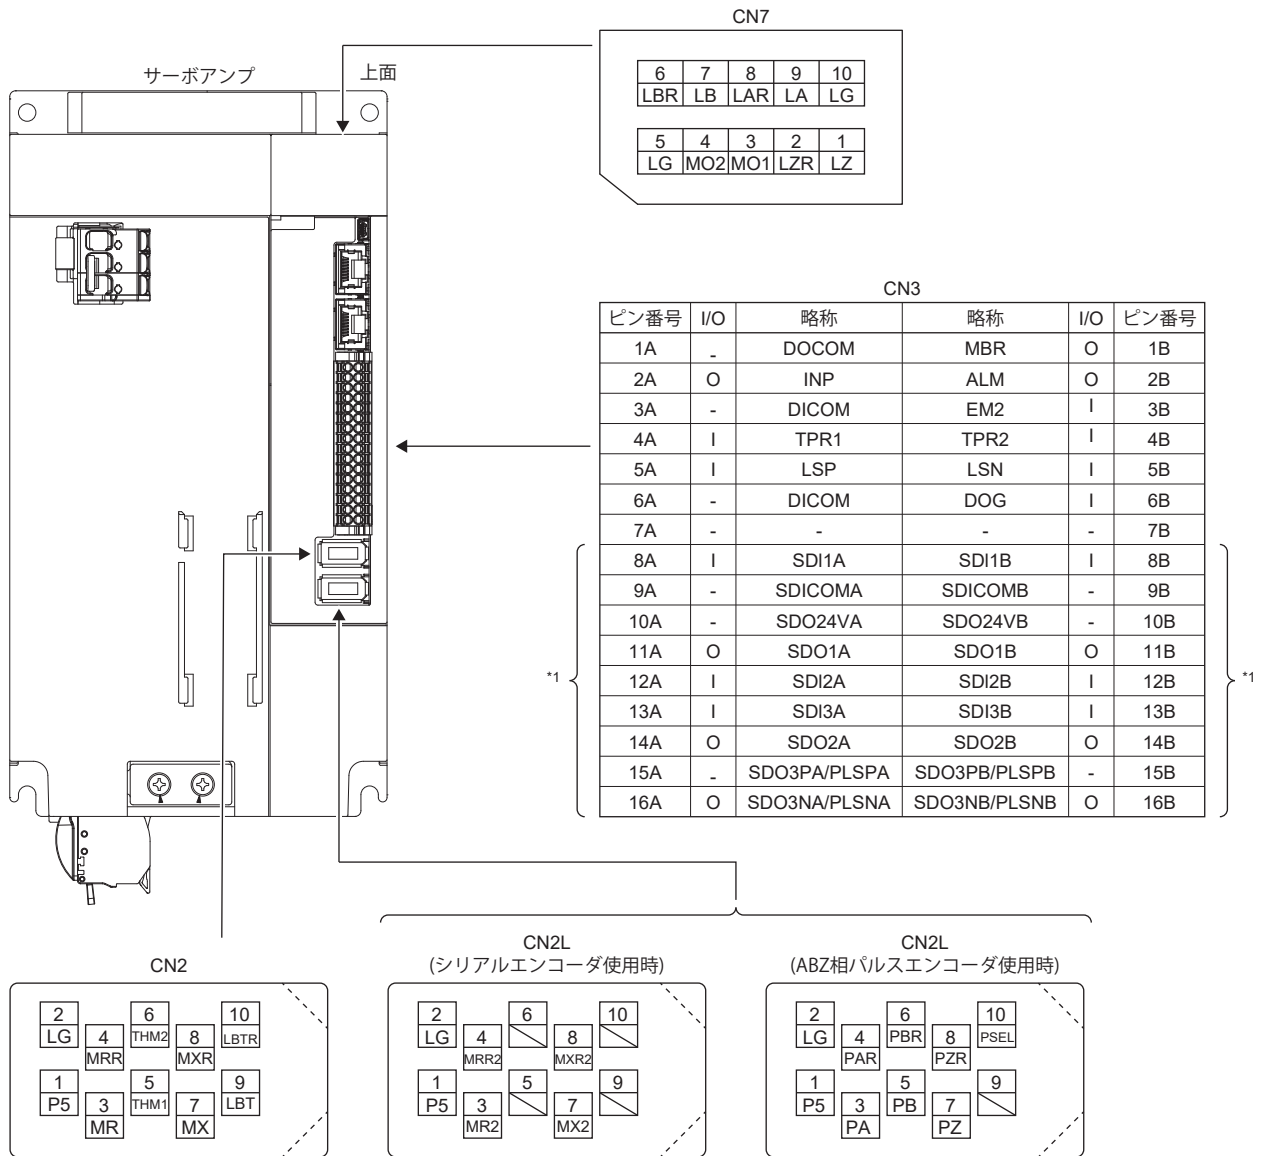 CN7
サーボアンプ
上面
6 7 8 9 10
LBR LB LAR LA LG
5 4 3 2 1
LG MO2 MO1 LZR LZ
CN3
ピン番号 I/O 略称 略称 I/O ピン番号
1A - DOCOM MBR O 1B
2A O INP ALM O 2B
3A - DICOM EM2 I 3B
4A I TPR1 TPR2 I 4B
5A I LSP LSN I 5B
6A - DICOM DOG I 6B
7A - - - - 7B
8A I SDI1A SDI1B I 8B
9A - SDICOMA SDICOMB - 9B
10A - SDO24VA SDO24VB - 10B
11A O SDO1A SDO1B O 11B
*1 12A I SDI2A SDI2B I 12B *1
13A I SDI3A SDI3B I 13B
14A O SDO2A SDO2B O 14B
15A - SDO3PA/PLSPA SDO3PB/PLSPB - 15B
16A O SDO3NA/PLSNA SDO3NB/PLSNB O 16B
CN2
2 6 10
LG 4 THM2 8 LBTR
MRR MXR
1 5 9
P5 3 THM1 7 LBT
MR MX
CN2L
(シリアルエンコーダ使用時)
2 6 10
LG 4 8
MRR2 MXR2
1 5 9
P5 3 7
MR2 MX2
CN2L
(ABZ相パルスエンコーダ使用時)
2 6 10
LG 4 PBR 8 PSEL
PAR PZR
1 5 9
P5 3 PB 7
PA PZ